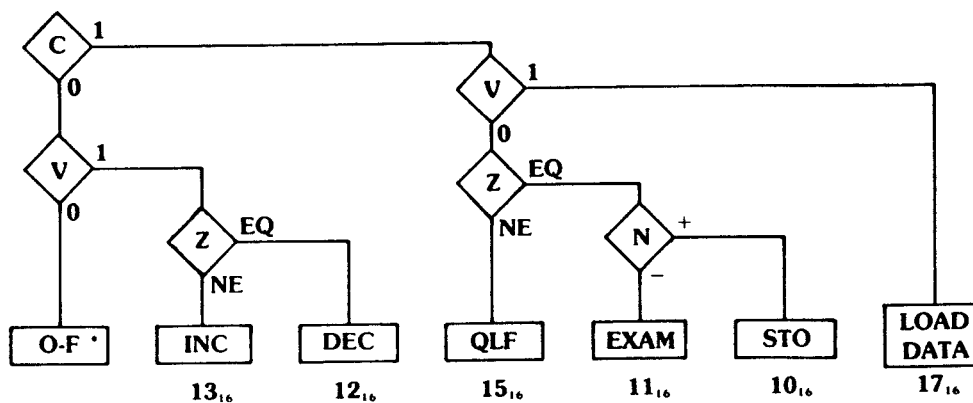 C 1
0
V 1
0
Z EQ
NE
V 1
0
Z EQ
NE
N +
−
O-F
INC
DEC
QLF
EXAM
STO
LOAD
DATA
13₁₆
12₁₆
15₁₆
11₁₆
10₁₆
17₁₆